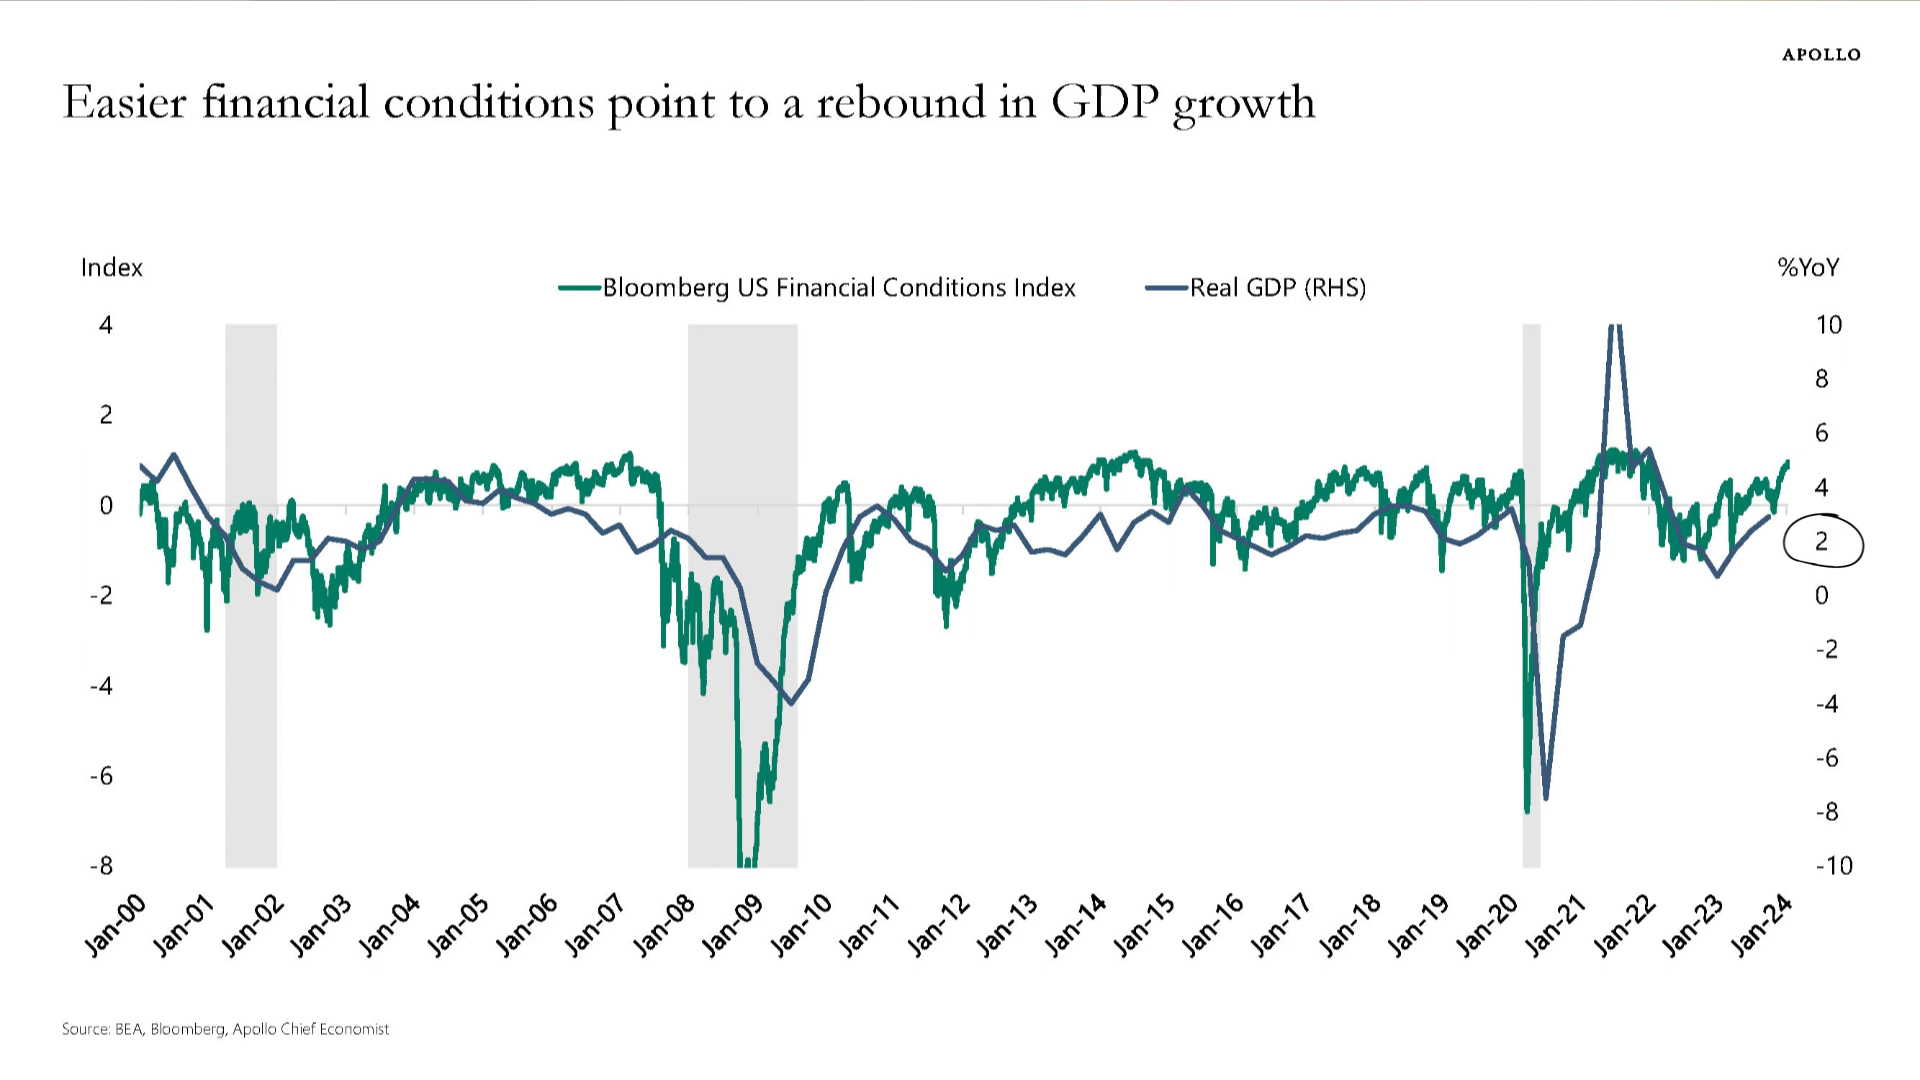 APOLLO
Easier financial conditions point to a rebound in GDP growth
Index
%YoY
Bloomberg US Financial Conditions Index
Real GDP (RHS)
4
2
0
-2
-4
-6
-8
10
8
6
4
2
0
-2
-4
-6
-8
-10
Jan-00
Jan-01
Jan-02
Jan-03
Jan-04
Jan-05
Jan-06
Jan-07
Jan-08
Jan-09
Jan-10
Jan-11
Jan-12
Jan-13
Jan-14
Jan-15
Jan-16
Jan-17
Jan-18
Jan-19
Jan-20
Jan-21
Jan-22
Jan-23
Jan-24
Source: BEA, Bloomberg, Apollo Chief Economist